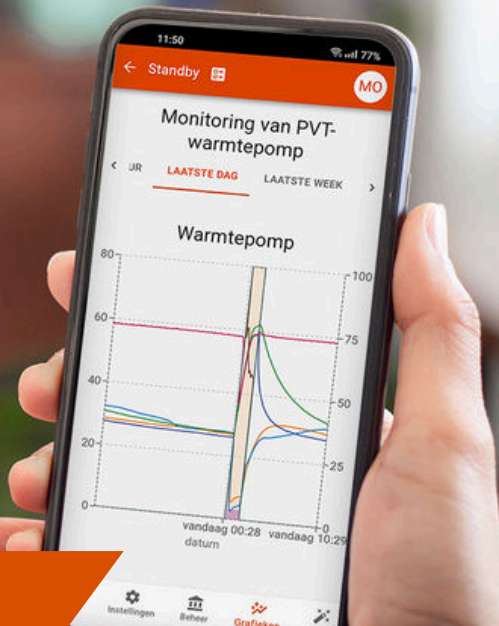 11:50
77%
Standby
MO
Monitoring van PVT-
warmtepomp
UR
LAATSTE DAG
LAATSTE WEEK
Warmtepomp
80
100
60
75
40
50
20
25
0
0
vandaag 00:28
vandaag 10:29
datum
Instellingen
Beheer
Grafieken